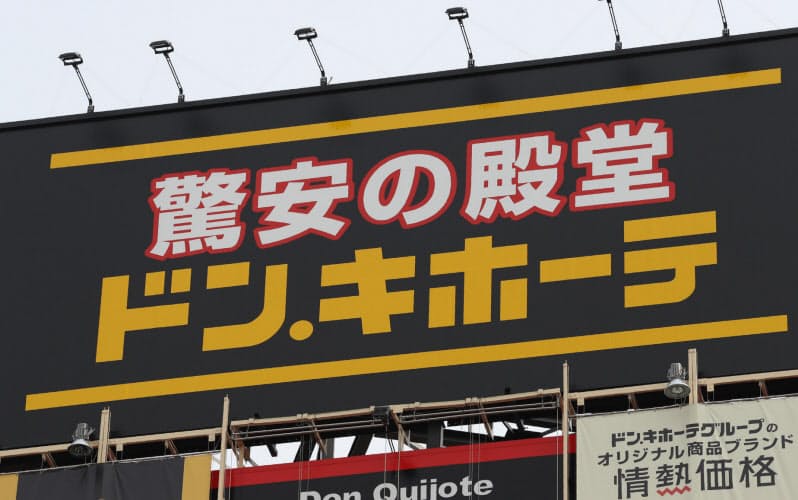 驚安の殿堂
ドン.キホーテ
Don Quijote
ドン.キホーテグループの
オリジナル商品ブランド
情熱価格